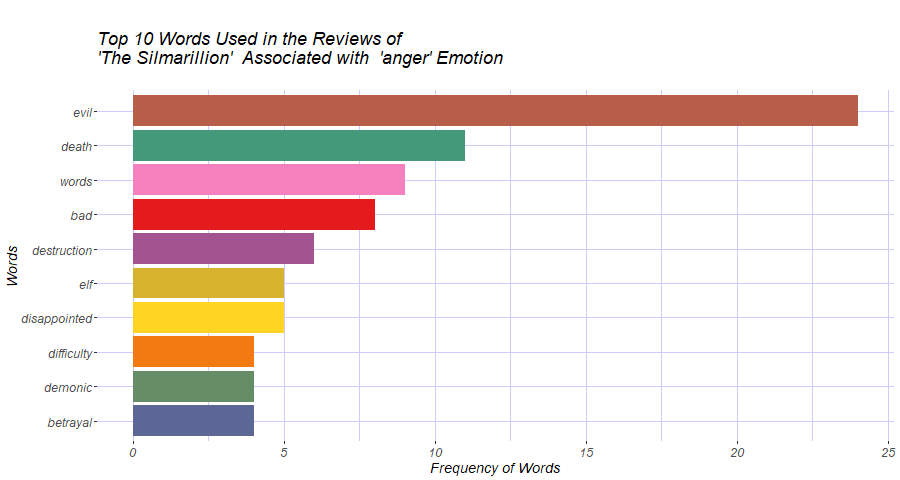 Top 10 Words Used in the Reviews of
'The Silmarillion'  Associated with  'anger' Emotion
evil
death
words
bad
destruction
elf
disappointed
difficulty
demonic
betrayal
Words
0 5 10 15 20 25
Frequency of Words